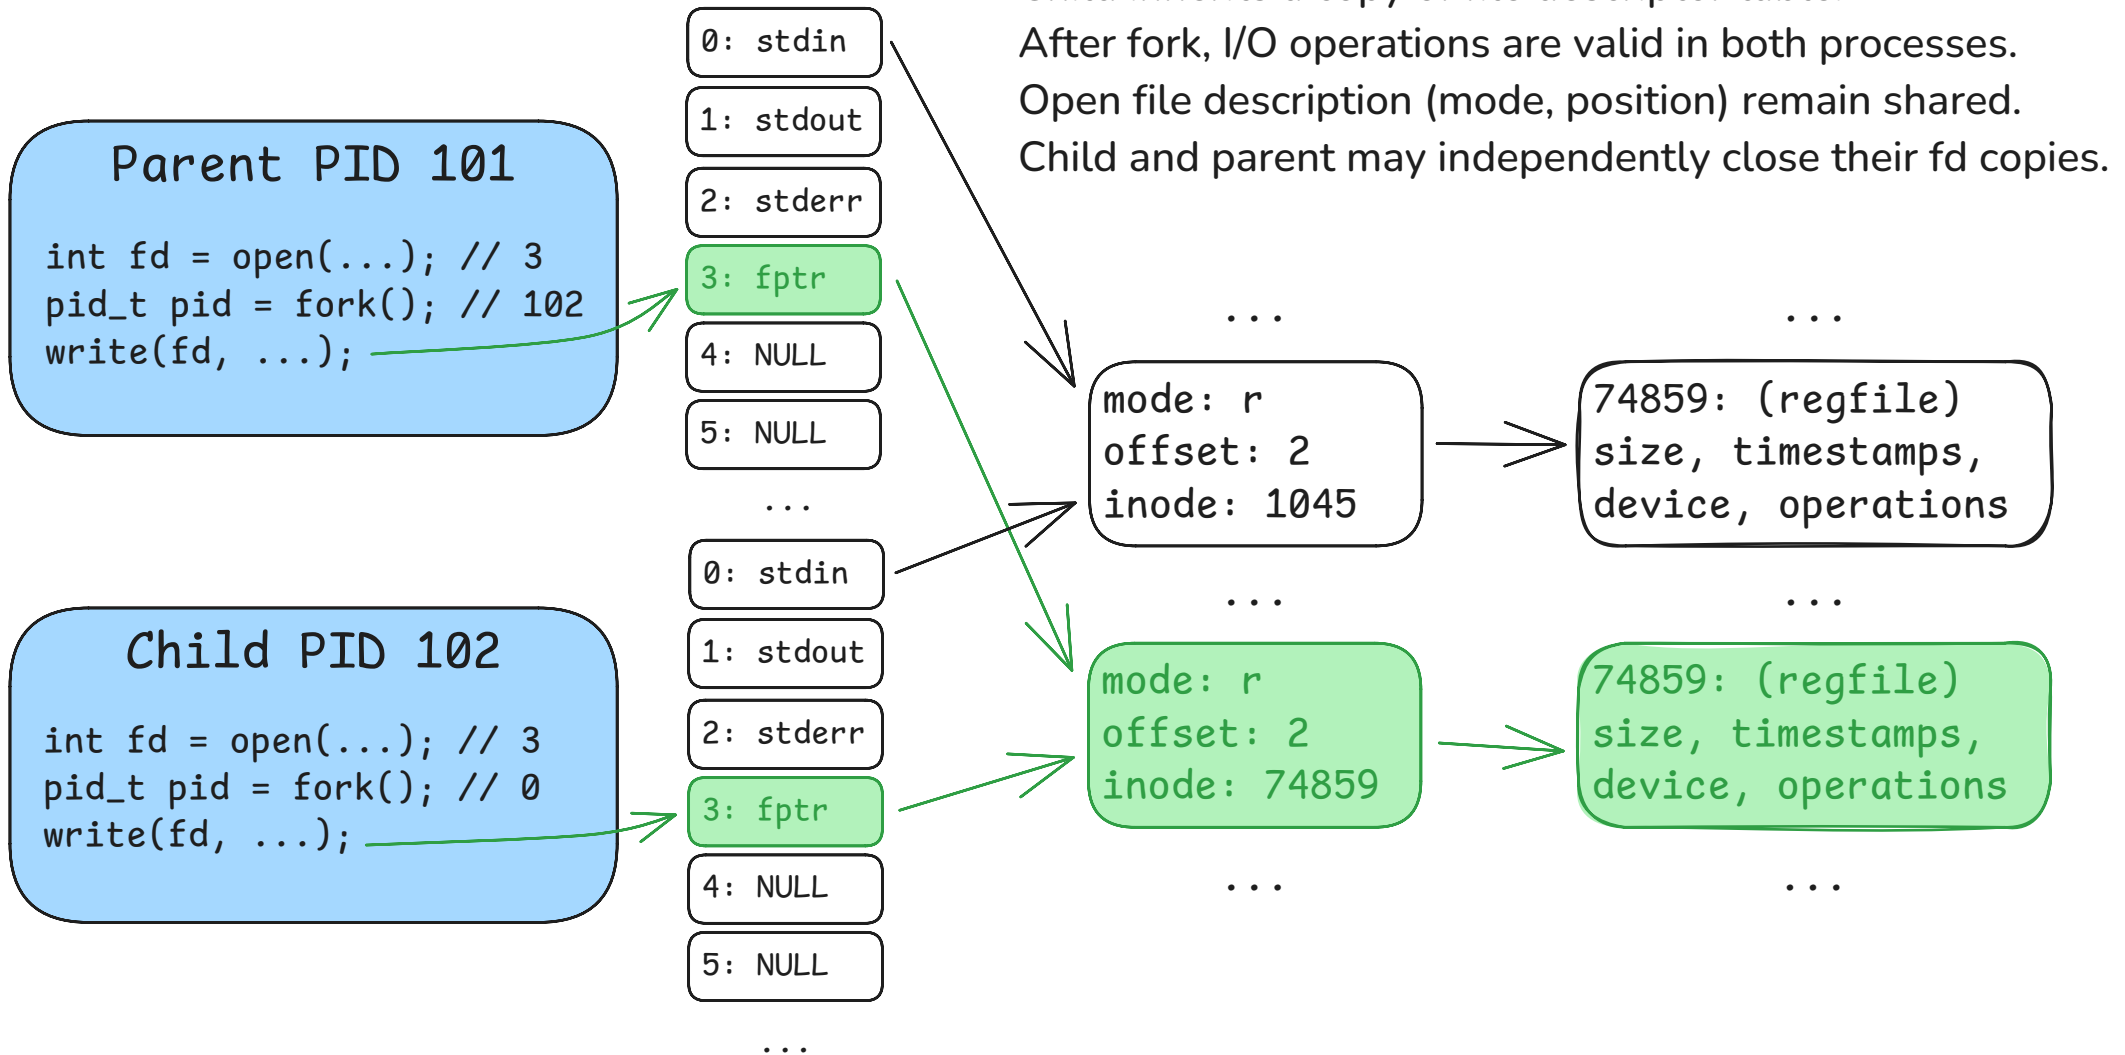 After fork, I/O operations are valid in both processes.
Open file description (mode, position) remain shared.
Child and parent may independently close their fd copies.
Parent PID 101
int fd = open(...); // 3
pid_t pid = fork(); // 102
write(fd, ...);
0: stdin
1: stdout
2: stderr
3: fptr
4: NULL
5: NULL
...
Child PID 102
int fd = open(...); // 3
pid_t pid = fork(); // 0
write(fd, ...);
0: stdin
1: stdout
2: stderr
3: fptr
4: NULL
5: NULL
...
...
mode: r
offset: 2
inode: 1045
...
mode: r
offset: 2
inode: 74859
...
...
74859: (regfile)
size, timestamps,
device, operations
...
74859: (regfile)
size, timestamps,
device, operations
...